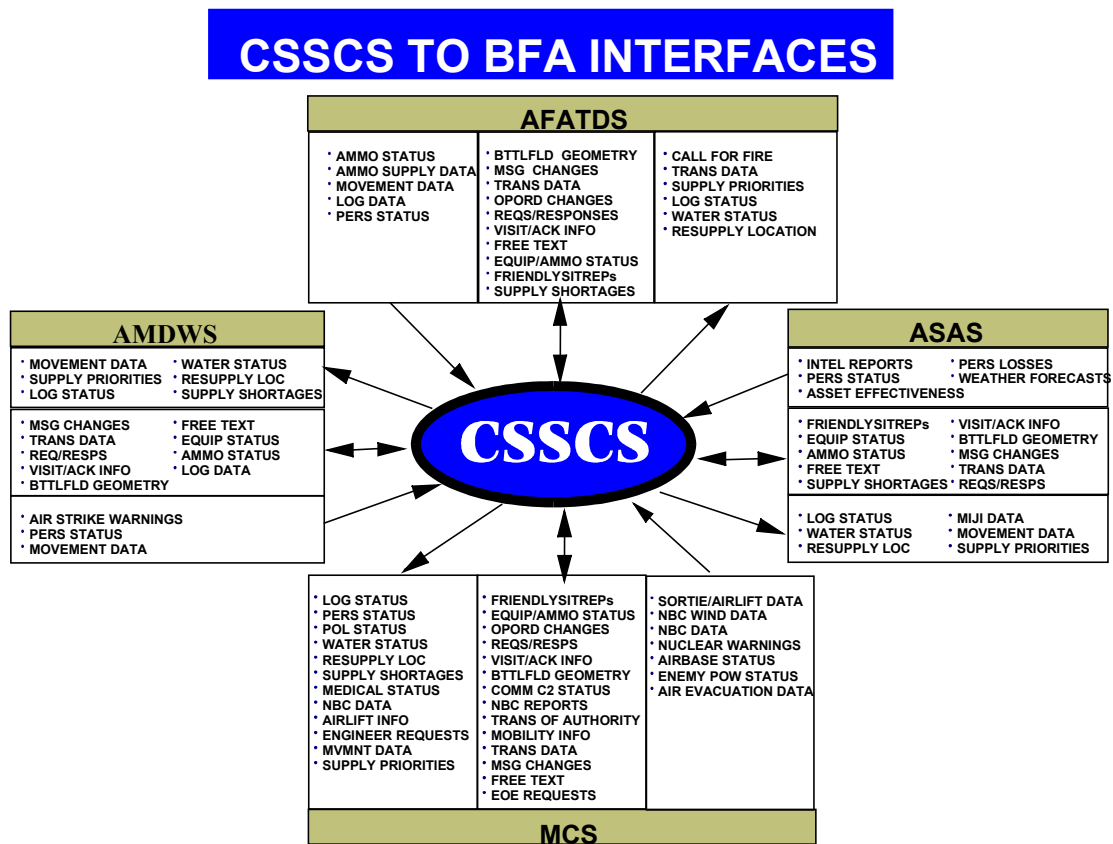 CSSCS TO BFA INTERFACES
AFATDS
· AMMO STATUS
· AMMO SUPPLY DATA
· MOVEMENT DATA
· LOG DATA
· PERS STATUS
· BTTLFLD GEOMETRY
· MSG CHANGES
· TRANS DATA
· OPORD CHANGES
· REQS/RESPONSES
· VISIT/ACK INFO
· FREE TEXT
· EQUIP/AMMO STATUS
· FRIENDLYSITREPs
· SUPPLY SHORTAGES
· CALL FOR FIRE
· TRANS DATA
· SUPPLY PRIORITIES
· LOG STATUS
· WATER STATUS
· RESUPPLY LOCATION
AMDWS
· MOVEMENT DATA
· SUPPLY PRIORITIES
· LOG STATUS
· WATER STATUS
· RESUPPLY LOC
· SUPPLY SHORTAGES
· MSG CHANGES
· TRANS DATA
· REQ/RESPS
· VISIT/ACK INFO
· BTTLFLD GEOMETRY
· FREE TEXT
· EQUIP STATUS
· AMMO STATUS
· LOG DATA
· AIR STRIKE WARNINGS
· PERS STATUS
· MOVEMENT DATA
CSSCS
ASAS
· INTEL REPORTS
· PERS STATUS
· ASSET EFFECTIVENESS
· PERS LOSSES
· WEATHER FORECASTS
· FRIENDLYSITREPs
· EQUIP STATUS
· AMMO STATUS
· FREE TEXT
· SUPPLY SHORTAGES
· VISIT/ACK INFO
· BTTLFLD GEOMETRY
· MSG CHANGES
· TRANS DATA
· REQS/RESPS
· LOG STATUS
· WATER STATUS
· RESUPPLY LOC
· MIJI DATA
· MOVEMENT DATA
· SUPPLY PRIORITIES
· LOG STATUS
· PERS STATUS
· POL STATUS
· WATER STATUS
· RESUPPLY LOC
· SUPPLY SHORTAGES
· MEDICAL STATUS
· NBC DATA
· AIRLIFT INFO
· ENGINEER REQUESTS
· MVMNT DATA
· SUPPLY PRIORITIES
· FRIENDLYSITREPs
· EQUIP/AMMO STATUS
· OPORD CHANGES
· REQS/RESPS
· VISIT/ACK INFO
· BTTLFLD GEOMETRY
· COMM C2 STATUS
· NBC REPORTS
· TRANS OF AUTHORITY
· MOBILITY INFO
· TRANS DATA
· MSG CHANGES
· FREE TEXT
· EOE REQUESTS
· SORTIE/AIRLIFT DATA
· NBC WIND DATA
· NBC DATA
· NUCLEAR WARNINGS
· AIRBASE STATUS
· ENEMY POW STATUS
· AIR EVACUATION DATA
MCS